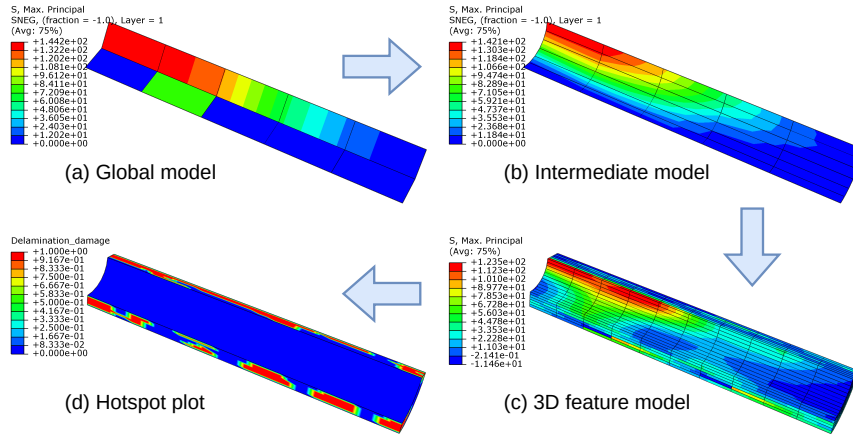 S, Max. Principal
SNEG, (fraction = -1.0), Layer = 1
(Avg: 75%)
+1.442e+02
+1.322e+02
+1.202e+02
+1.081e+02
+9.612e+01
+8.411e+01
+7.209e+01
+6.008e+01
+4.806e+01
+3.605e+01
+2.403e+01
+1.202e+01
+0.000e+00
(a) Global model
S, Max. Principal
SNEG, (fraction = -1.0), Layer = 1
(Avg: 75%)
+1.421e+02
+1.303e+02
+1.184e+02
+1.066e+02
+9.474e+01
+8.289e+01
+7.105e+01
+5.921e+01
+4.737e+01
+3.553e+01
+2.368e+01
+1.184e+01
+0.000e+00
(b) Intermediate model
Delamination_damage
+1.000e+00
+9.167e-01
+8.333e-01
+7.500e-01
+6.667e-01
+5.833e-01
+5.000e-01
+4.167e-01
+3.333e-01
+2.500e-01
+1.667e-01
+8.333e-02
+0.000e+00
(d) Hotspot plot
S, Max. Principal
(Avg: 75%)
+1.235e+02
+1.123e+02
+1.010e+02
+8.977e+01
+7.853e+01
+6.728e+01
+5.603e+01
+4.478e+01
+3.353e+01
+2.228e+01
+1.103e+01
-2.141e-01
-1.146e+01
(c) 3D feature model